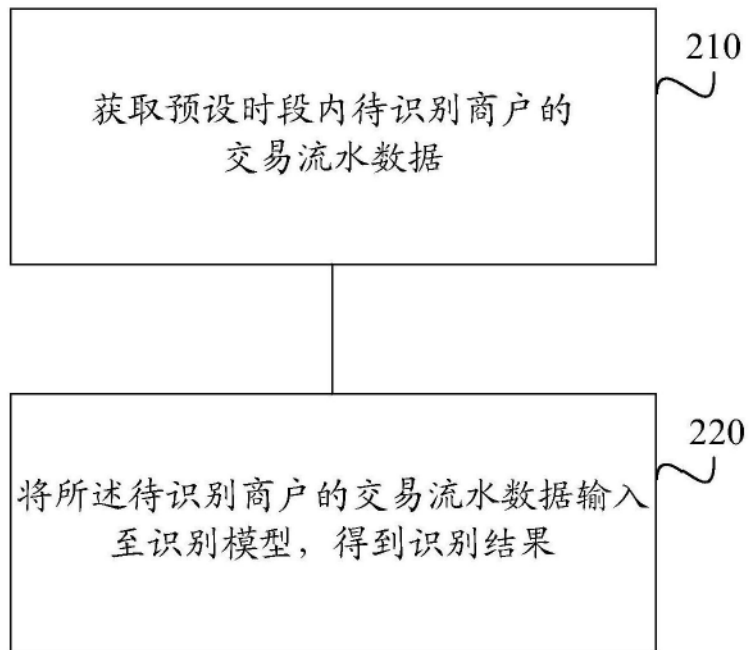 210
获取预设时段内待识别商户的
交易流水数据
220
将所述待识别商户的交易流水数据输入
至识别模型，得到识别结果